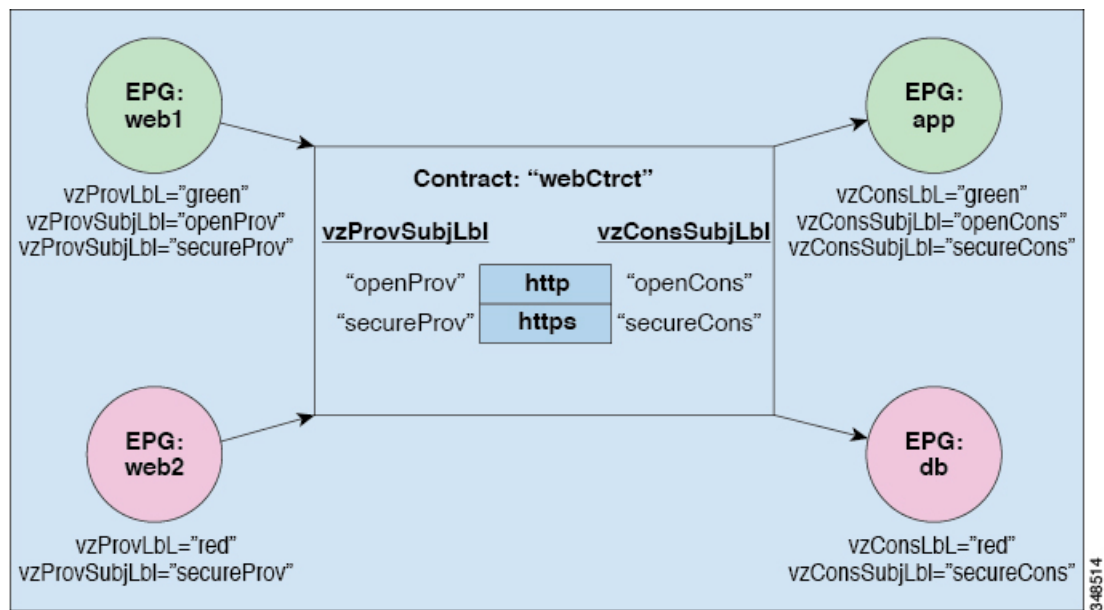 EPG:
web1
vzProvLbL=”green”
vzProvSubjLbl=”openProv”
vzProvSubjLbl=”secureProv”
EPG:
app
vzConsLbL=”green”
vzConsSubjLbl=”openCons”
vzConsSubjLbl=”secureCons”
Contract: “webCtrct”
vzProvSubjLbl vzConsSubjLbl
“openProv” http “openCons”
“secureProv” https “secureCons”
EPG:
web2
vzProvLbL=”red”
vzProvSubjLbl=”secureProv”
EPG:
db
vzConsLbL=”red”
vzConsSubjLbl=”secureCons”
348514